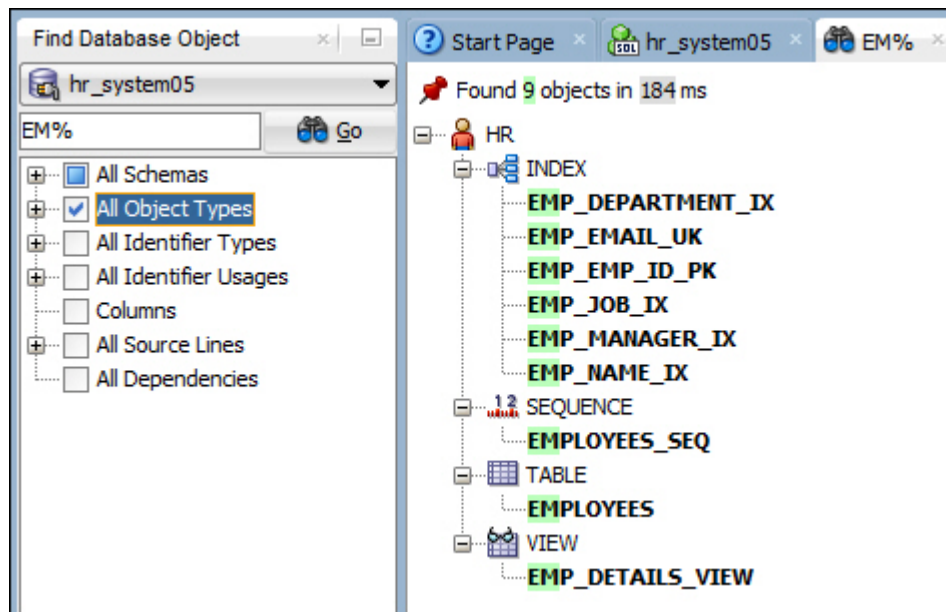 Find Database Object
hr_system05
EM%
Go
All Schemas
All Object Types
All Identifier Types
All Identifier Usages
Columns
All Source Lines
All Dependencies
? Start Page
SQL hr_system05
EM%
Found 9 objects in 184 ms
HR
INDEX
EMP_DEPARTMENT_IX
EMP_EMAIL_UK
EMP_EMP_ID_PK
EMP_JOB_IX
EMP_MANAGER_IX
EMP_NAME_IX
12 SEQUENCE
EMPLOYEES_SEQ
TABLE
EMPLOYEES
VIEW
EMP_DETAILS_VIEW